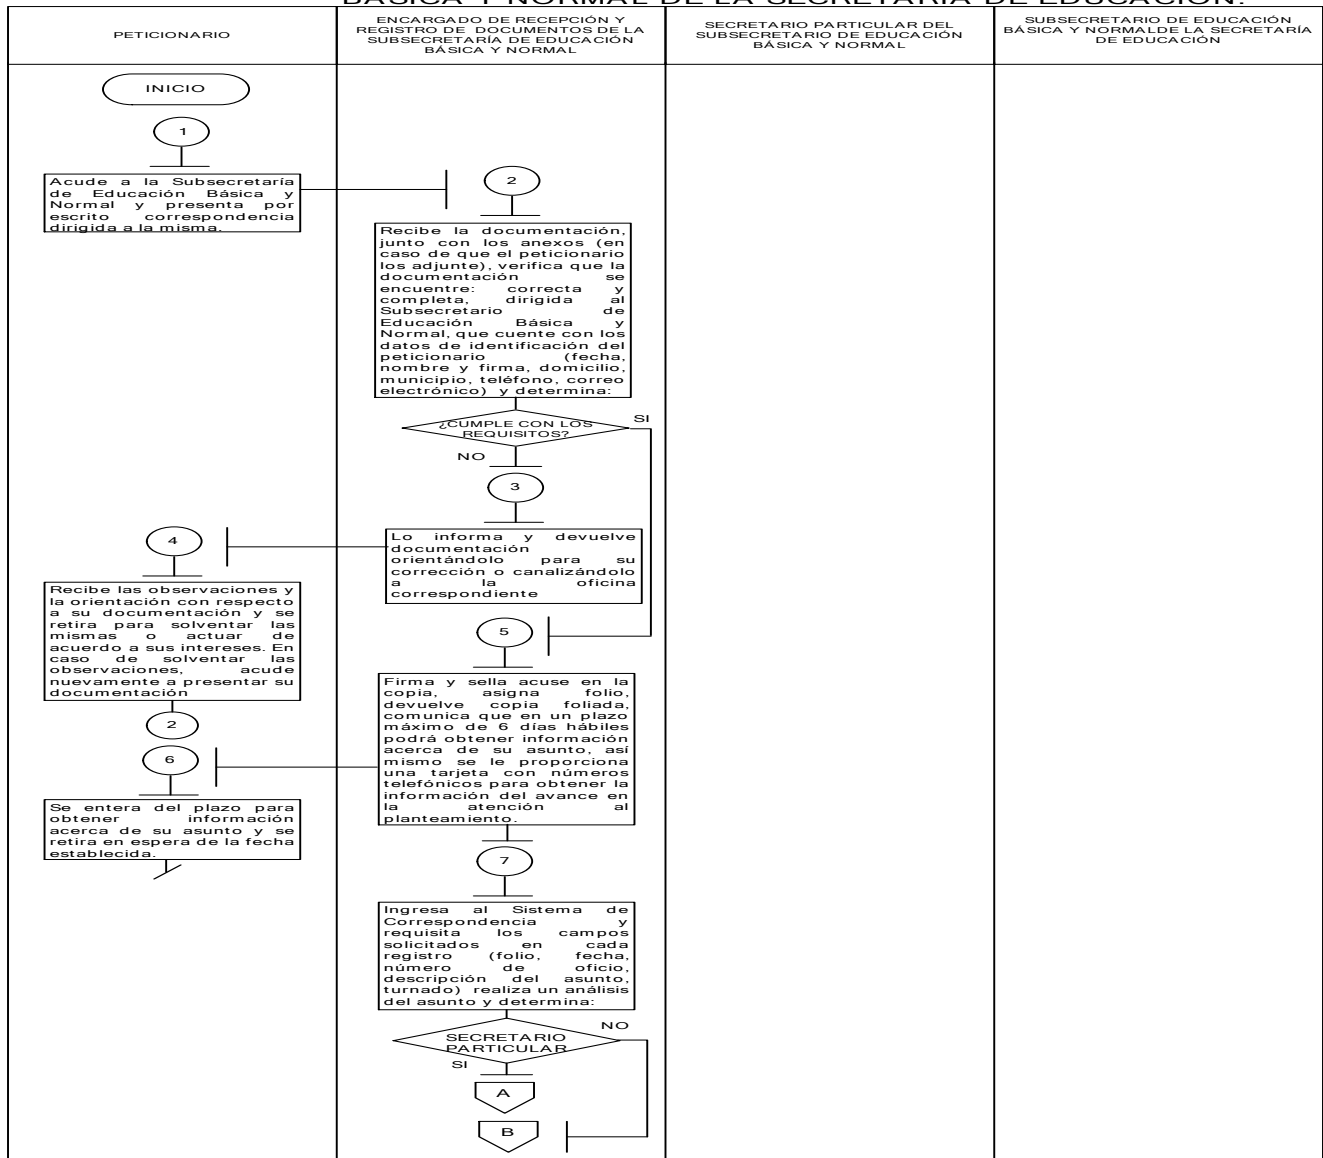 BÁSICA Y NORMAL DE LA SECRETARÍA DE EDUCACIÓN.
PETICIONARIO
ENCARGADO DE RECEPCIÓN Y
REGISTRO DE DOCUMENTOS DE LA
SUBSECRETARÍA DE EDUCACIÓN
BÁSICA Y NORMAL
SECRETARIO PARTICULAR DEL
SUBSECRETARIO DE EDUCACIÓN
BÁSICA Y NORMAL
SUBSECRETARIO DE EDUCACIÓN
BÁSICA Y NORMALDE LA SECRETARÍA
DE EDUCACIÓN
INICIO
1
Acude a la Subsecretaría
de Educación Básica y
Normal y presenta por
escrito correspondencia
dirigida a la misma.
2
Recibe la documentación,
junto con los anexos (en
caso de que el peticionario
los adjunte), verifica que la
documentación se
encuentre: correcta y
completa, dirigida al
Subsecretario de
Educación Básica y
Normal, que cuente con los
datos de identificación del
peticionario (fecha,
nombre y firma, domicilio,
municipio, teléfono, correo
electrónico) y determina:
¿CUMPLE CON LOS
REQUISITOS?
SI
NO
3
Lo informa y devuelve
documentación
orientándolo para su
corrección o canalizándolo
a la oficina
correspondiente
4
Recibe las observaciones y
la orientación con respecto
a su documentación y se
retira para solventar las
mismas o actuar de
acuerdo a sus intereses. En
caso de solventar las
observaciones, acude
nuevamente a presentar su
documentación
2
5
Firma y sella acuse en la
copia, asigna folio,
devuelve copia foliada,
comunica que en un plazo
máximo de 6 días hábiles
podrá obtener información
acerca de su asunto, así
mismo se le proporciona
una tarjeta con números
telefónicos para obtener la
información del avance en
la atención al
planteamiento.
6
Se entera del plazo para
obtener información
acerca de su asunto y se
retira en espera de la fecha
establecida.
7
Ingresa al Sistema de
Correspondencia y
requisita los campos
solicitados en cada
registro (folio, fecha,
número de oficio,
descripción del asunto,
turnado) realiza un análisis
del asunto y determina:
SECRETARIO
PARTICULAR
NO
SI
A
B